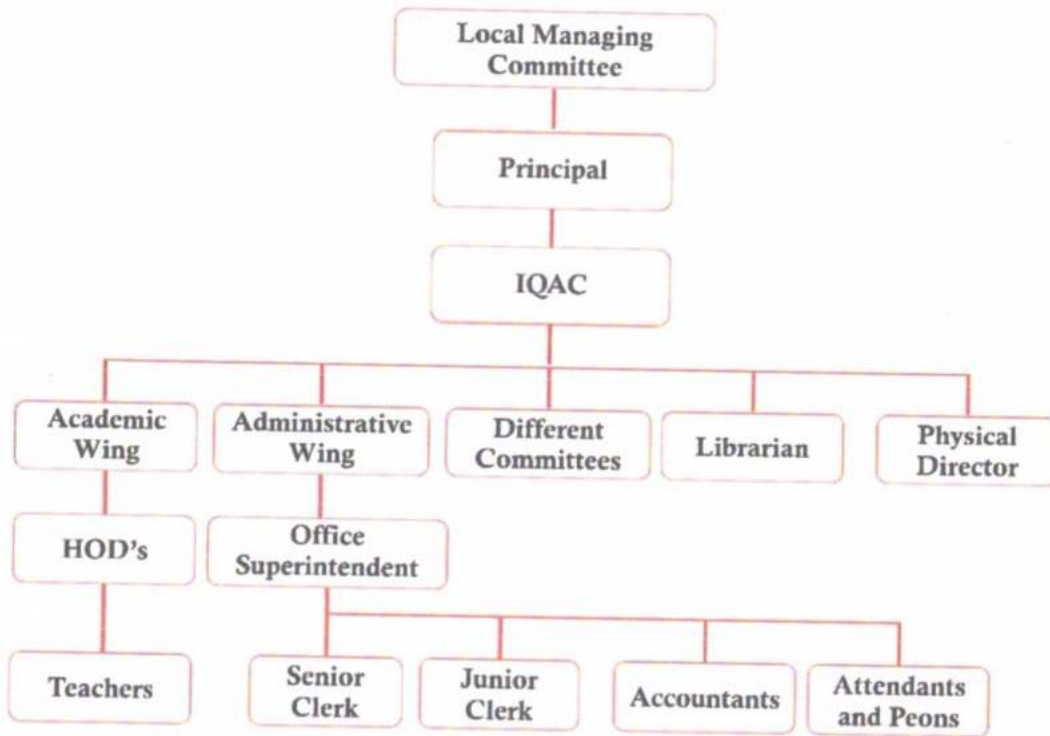 Local Managing
Committee
Principal
IQAC
Academic
Wing
Administrative
Wing
Different
Committees
Librarian
Physical
Director
HOD's
Office
Superintendent
Teachers
Senior
Clerk
Junior
Clerk
Accountants
Attendants
and Peons